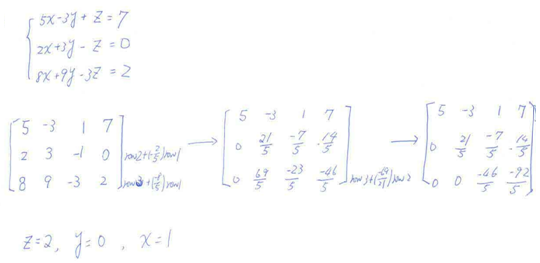 5x-3y+z=7
2x+3y-z=0
8x+9y-3z=2
5 -3 1 7
2 3 -1 0 row2+(-2/5)row1
8 9 -3 2 row3+(-8/5)row1
5 -3 1 7
0 21/5 -7/5 -14/5
0 69/5 -23/5 -46/5 row3+(-69/21)row2
5 -3 1 7
0 21/5 -7/5 -14/5
0 0 -46/5 -92/5
z=2, y=0, x=1